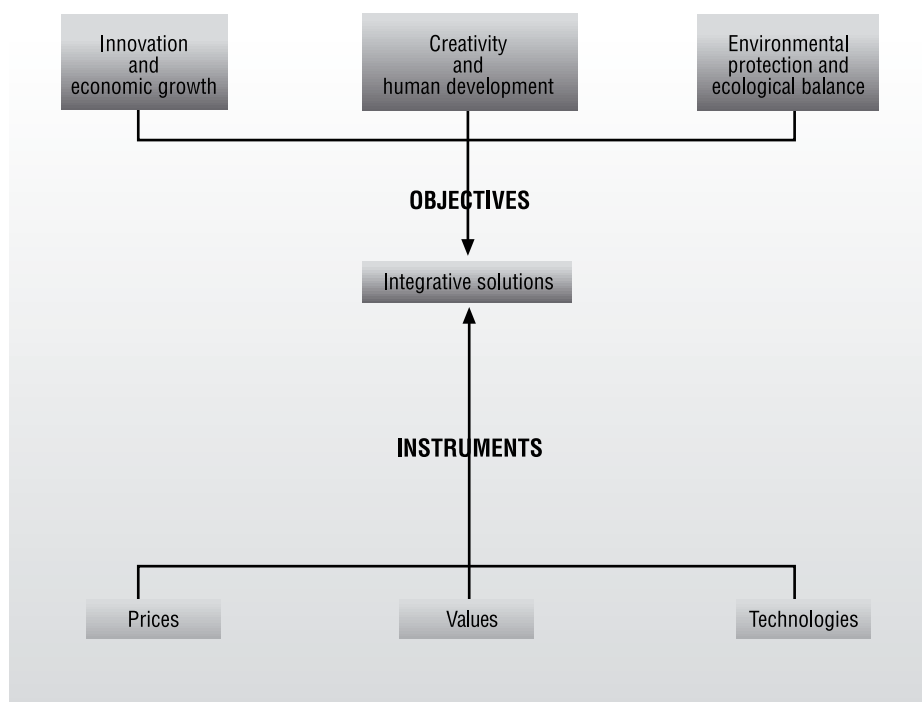 Innovation
and
economic growth
Creativity
and
human development
Environmental
protection and
ecological balance
OBJECTIVES
Integrative solutions
INSTRUMENTS
Prices
Values
Technologies